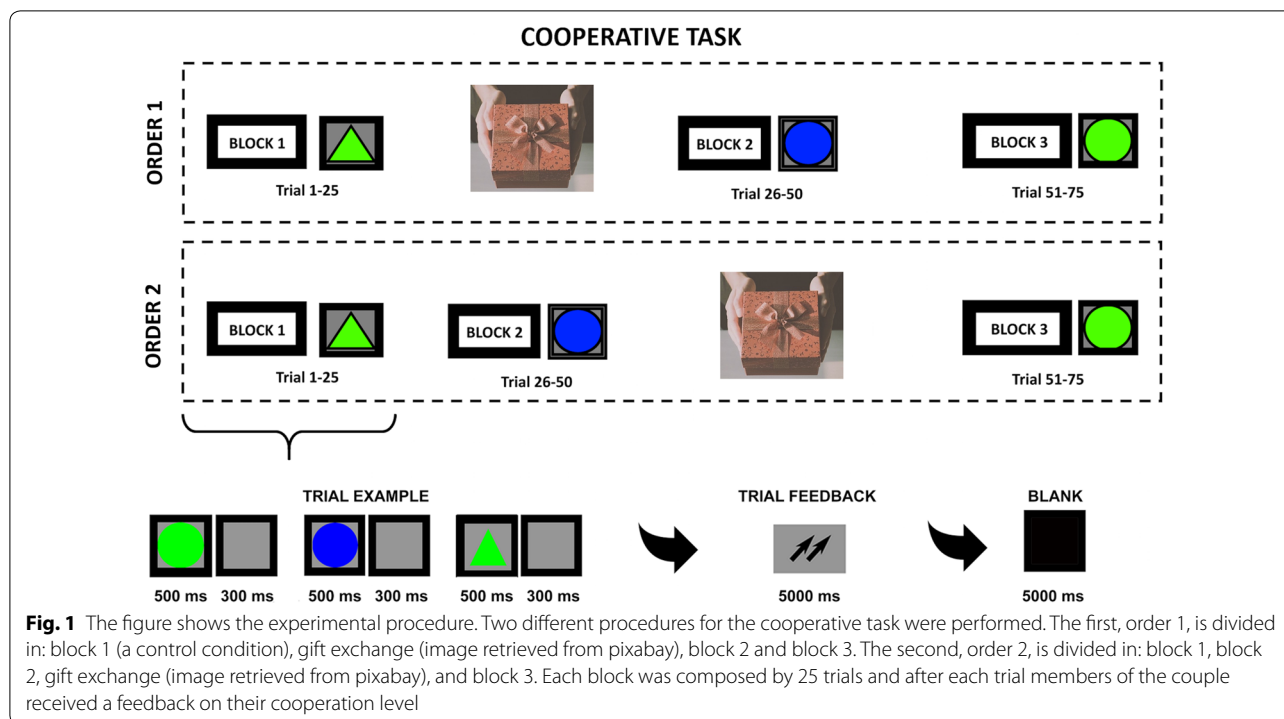 COOPERATIVE TASK
ORDER 1
BLOCK 1
Trial 1-25
BLOCK 2
Trial 26-50
BLOCK 3
Trial 51-75
ORDER 2
BLOCK 1
Trial 1-25
BLOCK 2
Trial 26-50
BLOCK 3
Trial 51-75
TRIAL EXAMPLE
TRIAL FEEDBACK
BLANK
500 ms 300 ms 500 ms 300 ms 500 ms 300 ms
5000 ms
5000 ms
Fig. 1 The figure shows the experimental procedure. Two different procedures for the cooperative task were performed. The first, order 1, is divided
in: block 1 (a control condition), gift exchange (image retrieved from pixabay), block 2 and block 3. The second, order 2, is divided in: block 1, block
2, gift exchange (image retrieved from pixabay), and block 3. Each block was composed by 25 trials and after each trial members of the couple
received a feedback on their cooperation level